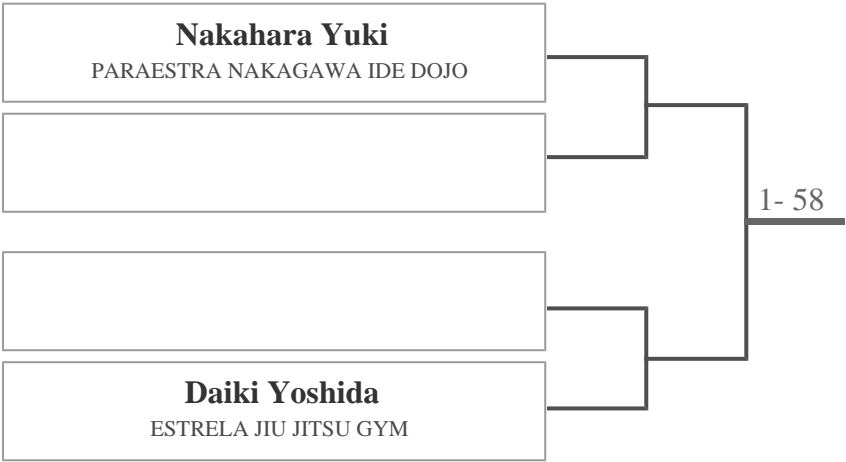 Nakahara Yuki
PARAESTRA NAKAGAWA IDE DOJO
1- 58
Daiki Yoshida
ESTRELA JIU JITSU GYM